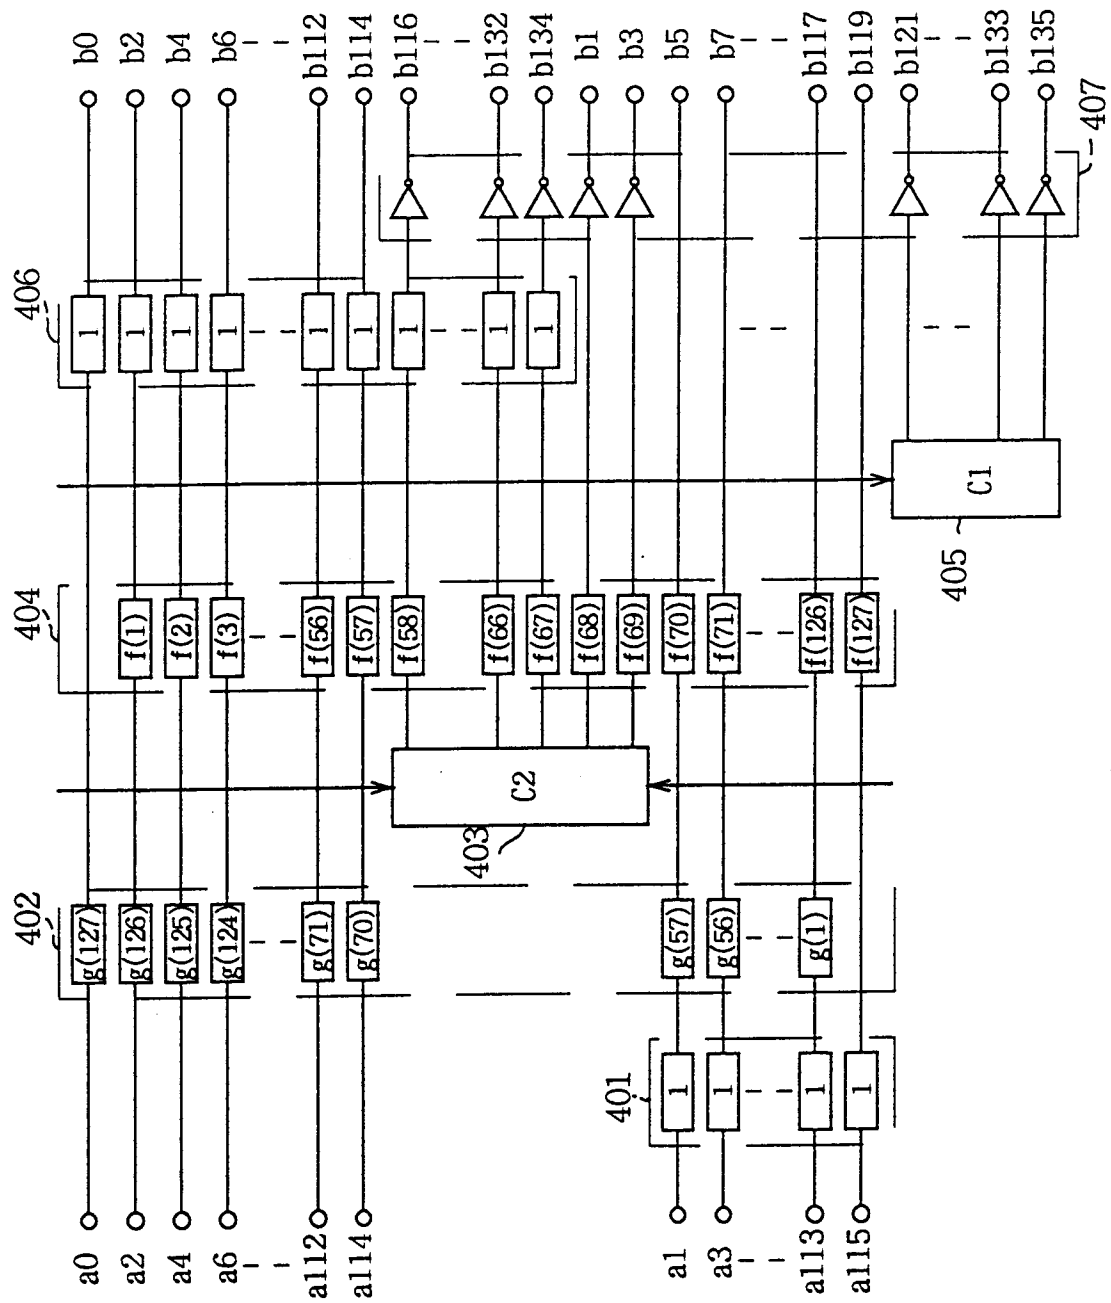 b0
b2
b4
b6
b112
b114
b116
b132
b134
b1
b3
b5
b7
b117
b119
b121
b133
b135
407
406
1
1
1
1
1
1
1
1
1
C1
405
404
f(1)
f(2)
f(3)
f(56)
f(57)
f(58)
f(66)
f(67)
f(68)
f(69)
f(70)
f(71)
f(126)
f(127)
C2
403
402
g(127)
g(126)
g(125)
g(124)
g(71)
g(70)
g(57)
g(56)
g(1)
401
1
1
1
1
a0
a2
a4
a6
a112
a114
a1
a3
a113
a115